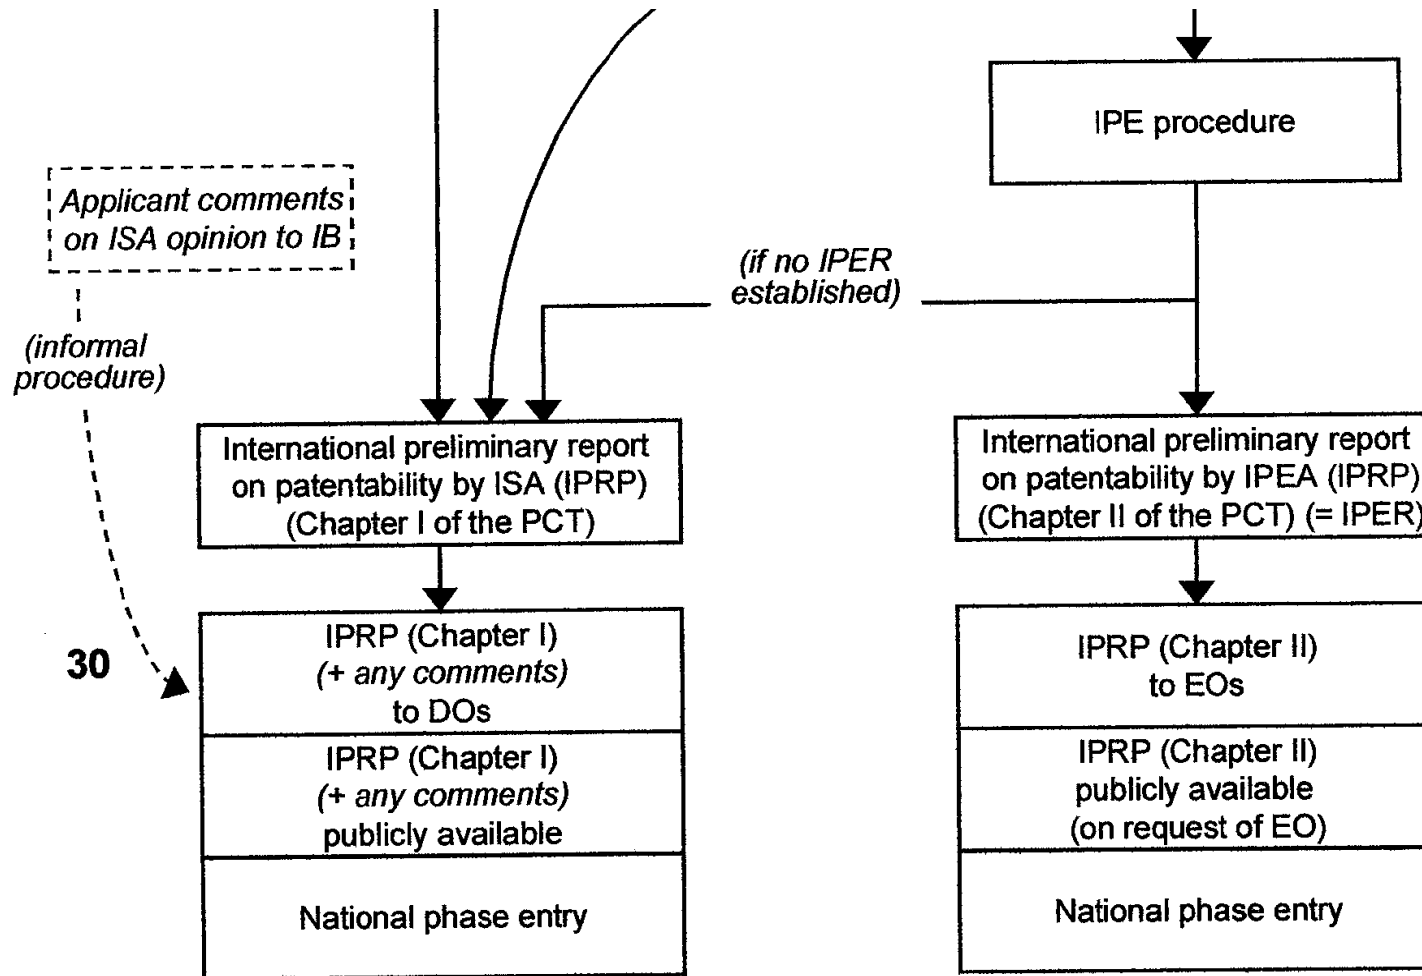 IPE procedure
Applicant comments
on ISA opinion to IB
(if no IPER
established)
(informal
procedure)
International preliminary report
on patentability by ISA (IPRP)
(Chapter I of the PCT)
International preliminary report
on patentability by IPEA (IPRP)
(Chapter II of the PCT) (= IPER)
30
IPRP (Chapter I)
(+ any comments)
to DOs
IPRP (Chapter II)
to EOs
IPRP (Chapter I)
(+ any comments)
publicly available
IPRP (Chapter II)
publicly available
(on request of EO)
National phase entry
National phase entry